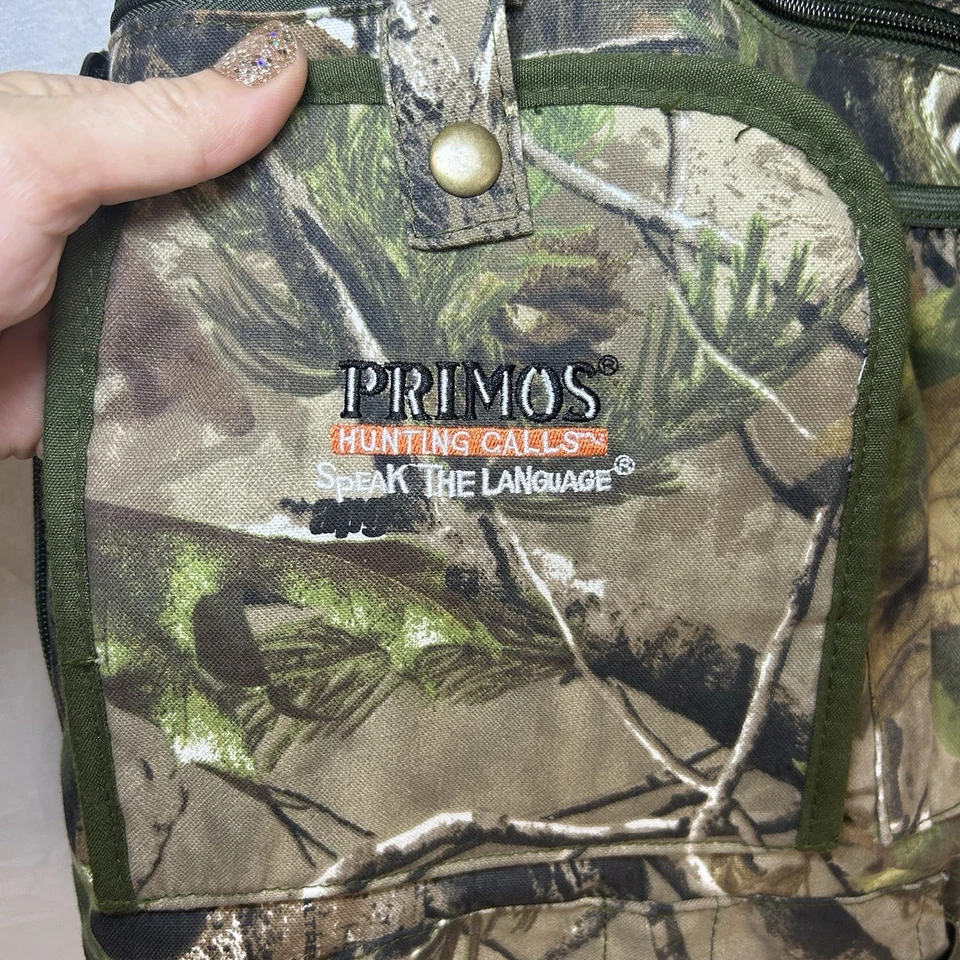 PRIMOS®
HUNTING CALLS™
SPEAK THE LANGUAGE®